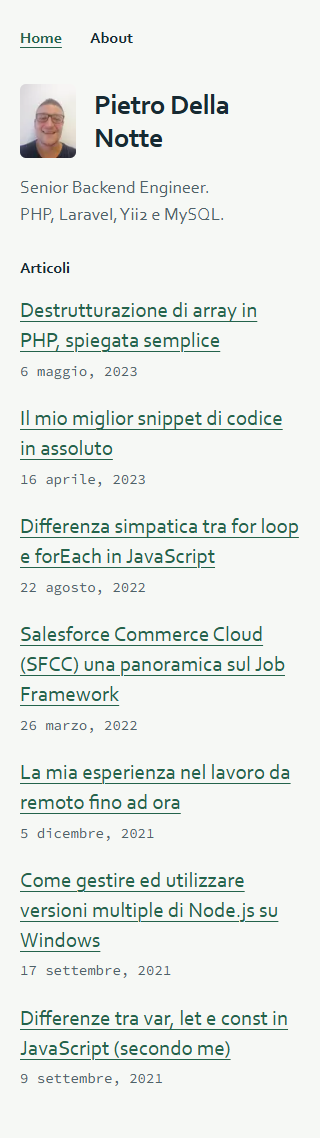 Home About
Pietro Della
Notte
Senior Backend Engineer.
PHP, Laravel, Yii2 e MySQL.
Articoli
Destrutturazione di array in
PHP, spiegata semplice
6 maggio, 2023
Il mio miglior snippet di codice
in assoluto
16 aprile, 2023
Differenza simpatica tra for loop
e forEach in JavaScript
22 agosto, 2022
Salesforce Commerce Cloud
(SFCC) una panoramica sul Job
Framework
26 marzo, 2022
La mia esperienza nel lavoro da
remoto fino ad ora
5 dicembre, 2021
Come gestire ed utilizzare
versioni multiple di Node.js su
Windows
17 settembre, 2021
Differenze tra var, let e const in
JavaScript (secondo me)
9 settembre, 2021